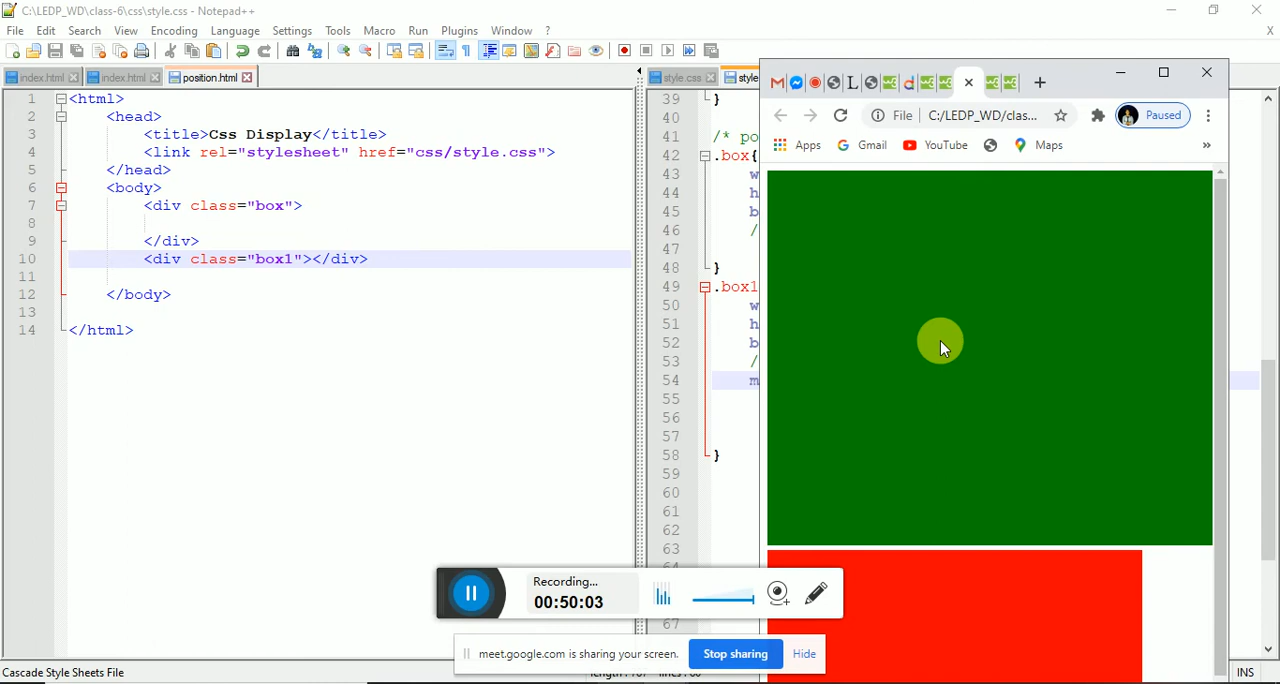 C:\LEDP_WD\class-6\css\style.css - Notepad++
File Edit Search View Encoding Language Settings Tools Macro Run Plugins Window ? X
index.html index.html position.html style.css style
1 <html>
2 <head>
3 <title>Css Display</title>
4 <link rel="stylesheet" href="css/style.css">
5 </head>
6 <body>
7 <div class="box">
8
9 </div>
10 <div class="box1"></div>
11
12 </body>
13
14 </html>
39 }
40
41 /* po
42 .box{
43 w
44 h
45 b
46 /
47
48 }
49 .box1
50 w
51 h
52 b
53 /
54 m
55
56
57
58 }
59
60
61
62
63
67
File C:/LEDP_WD/clas... Paused
Apps Gmail YouTube Maps »
Recording...
00:50:03
meet.google.com is sharing your screen. Stop sharing Hide
Cascade Style Sheets File INS